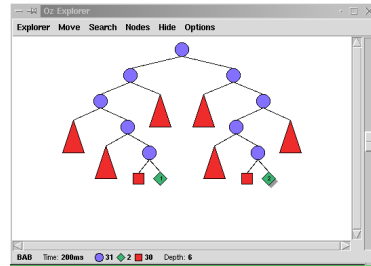 Oz Explorer
Explorer Move Search Nodes Hide Options
1
2
BAB Time: 200ms 31 2 30 Depth: 6